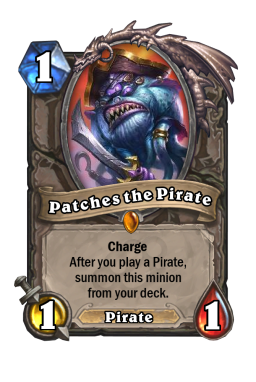 1
Patches the Pirate
Charge
After you play a Pirate,
summon this minion
from your deck.
1
Pirate
1